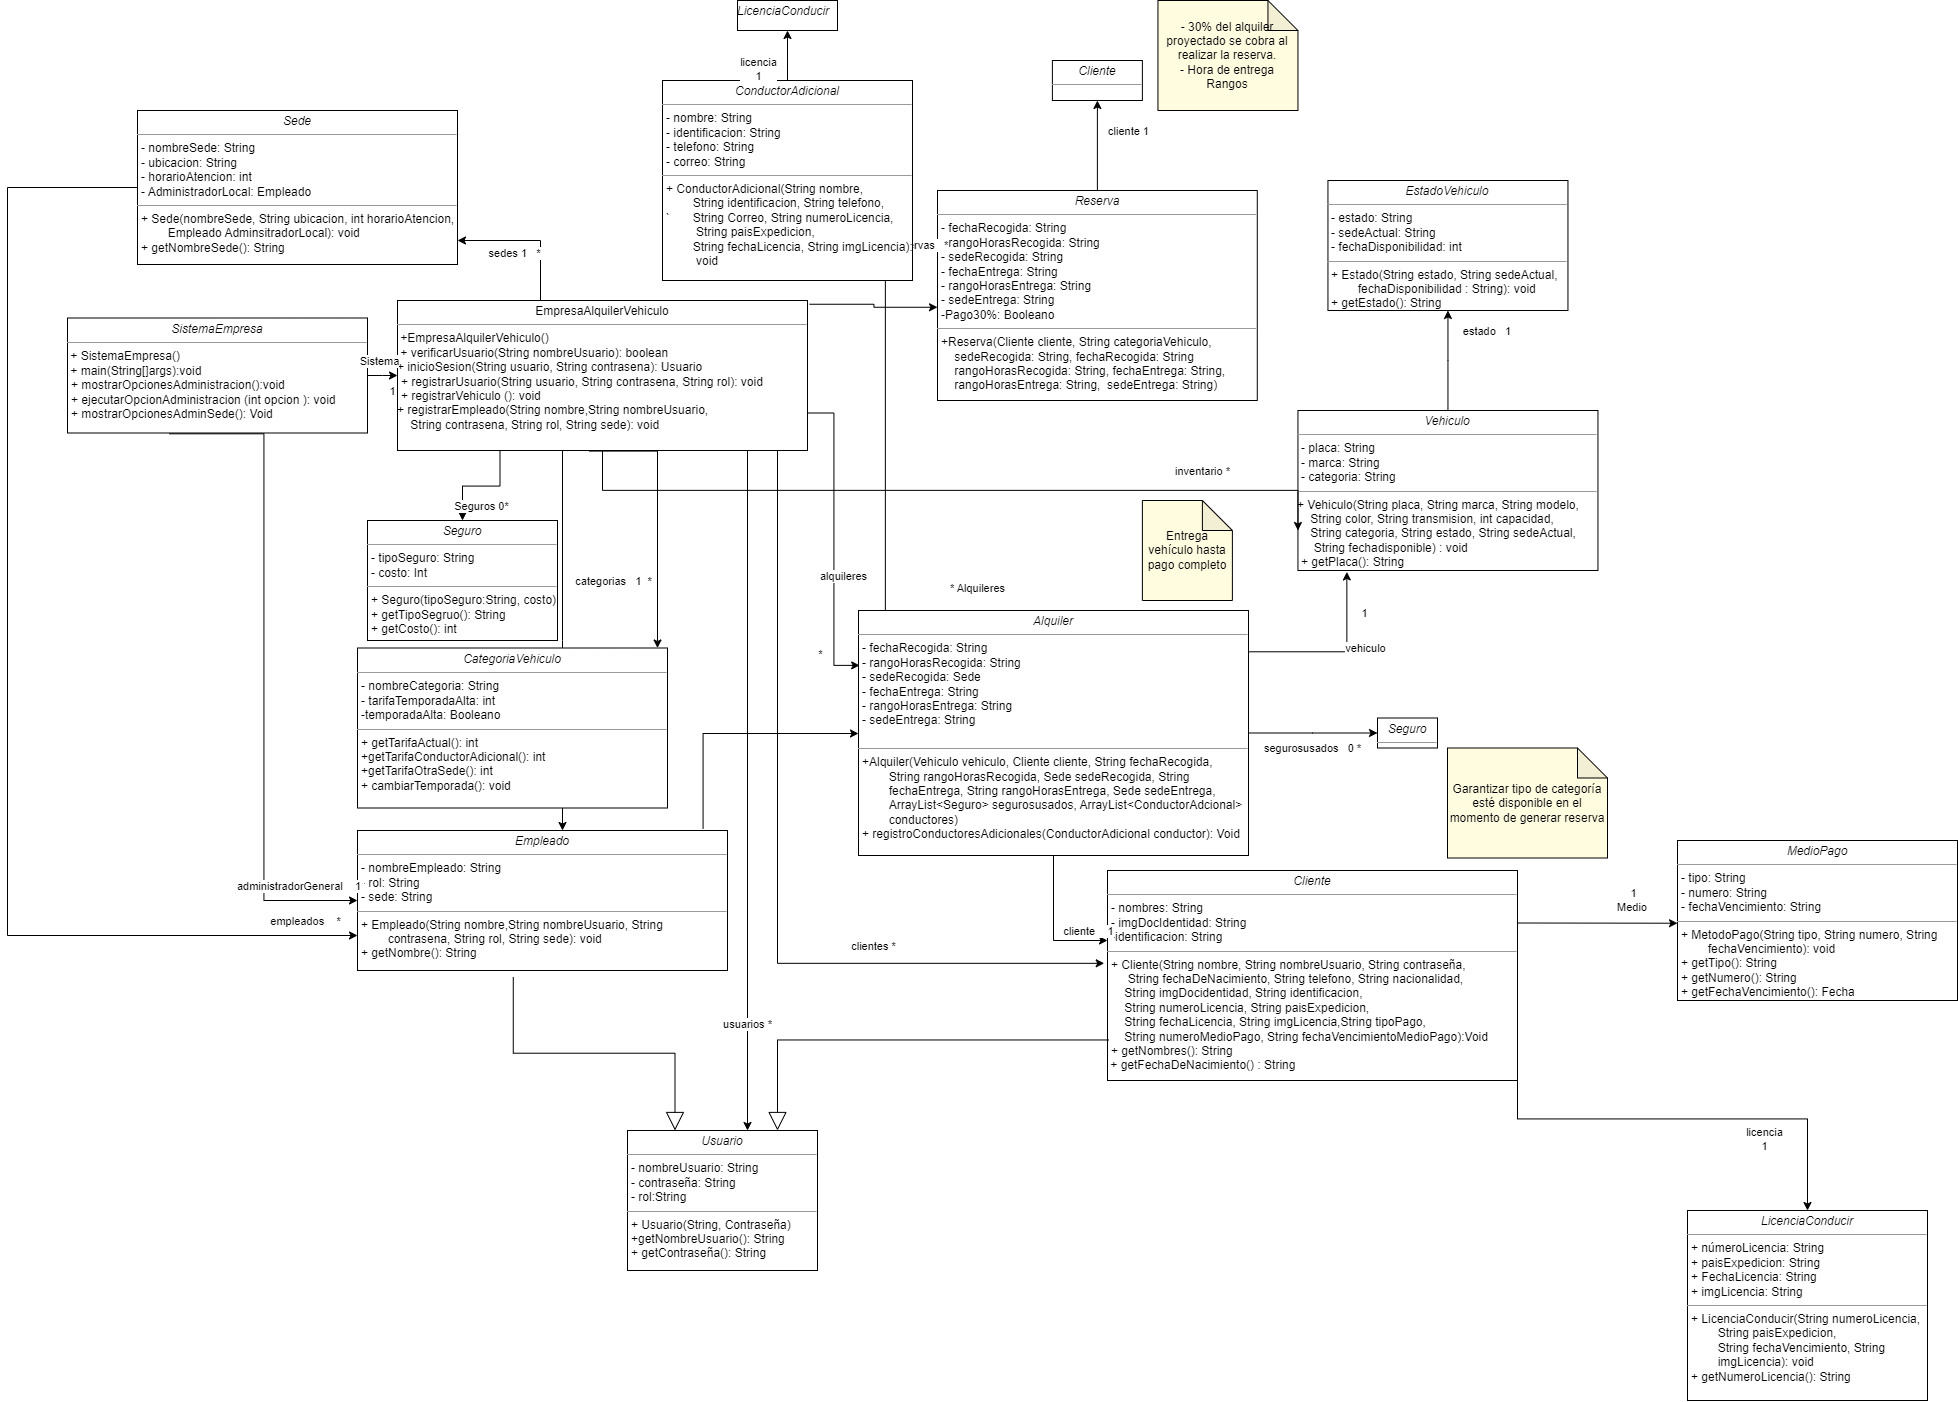 LicenciaConducir
licencia
1
ConductorAdicional
- nombre: String
- identificacion: String
- telefono: String
- correo: String
+ ConductorAdicional(String nombre,
String identificacion, String telefono,
` String Correo, String numeroLicencia,
String paisExpedicion,
String fechaLicencia, String imgLicencia):
void
- 30% del alquiler
proyectado se cobra al
realizar la reserva.
- Hora de entrega
Rangos
Cliente
cliente 1
Sede
- nombreSede: String
- ubicacion: String
- horarioAtencion: int
- AdministradorLocal: Empleado
+ Sede(nombreSede, String ubicacion, int horarioAtencion,
Empleado AdminsitradorLocal): void
+ getNombreSede(): String
sedes 1 *
Reserva
- fechaRecogida: String
rvas *
-rangoHorasRecogida: String
- sedeRecogida: String
- fechaEntrega: String
- rangoHorasEntrega: String
- sedeEntrega: String
-Pago30%: Booleano
+Reserva(Cliente cliente, String categoriaVehiculo,
sedeRecogida: String, fechaRecogida: String
rangoHorasRecogida: String, fechaEntrega: String,
rangoHorasEntrega: String, sedeEntrega: String)
EstadoVehiculo
- estado: String
- sedeActual: String
- fechaDisponibilidad: int
+ Estado(String estado, String sedeActual,
fechaDisponibilidad : String): void
+ getEstado(): String
estado 1
SistemaEmpresa
+ SistemaEmpresa()
+ main(String[]args):void
+ mostrarOpcionesAdministracion():void
+ ejecutarOpcionAdministracion (int opcion ): void
+ mostrarOpcionesAdminSede(): Void
Sistema
1
EmpresaAlquilerVehiculo
+EmpresaAlquilerVehiculo()
+ verificarUsuario(String nombreUsuario): boolean
+ inicioSesion(String usuario, String contrasena): Usuario
+ registrarUsuario(String usuario, String contrasena, String rol): void
+ registrarVehiculo (): void
+ registrarEmpleado(String nombre,String nombreUsuario,
String contrasena, String rol, String sede): void
Vehiculo
- placa: String
- marca: String
- categoria: String
+ Vehiculo(String placa, String marca, String modelo,
String color, String transmision, int capacidad,
String categoria, String estado, String sedeActual,
String fechadisponible) : void
+ getPlaca(): String
inventario *
Seguros 0*
Seguro
- tipoSeguro: String
- costo: Int
+ Seguro(tipoSeguro:String, costo)
+ getTipoSegruo(): String
+ getCosto(): int
categorias 1 *
alquileres
*
* Alquileres
Entrega
vehículo hasta
pago completo
1
vehiculo
CategoriaVehiculo
- nombreCategoria: String
- tarifaTemporadaAlta: int
-temporadaAlta: Booleano
+ getTarifaActual(): int
+getTarifaConductorAdicional(): int
+getTarifaOtraSede(): int
+ cambiarTemporada(): void
Alquiler
- fechaRecogida: String
- rangoHorasRecogida: String
- sedeRecogida: Sede
- fechaEntrega: String
- rangoHorasEntrega: String
- sedeEntrega: String
+Alquiler(Vehiculo vehiculo, Cliente cliente, String fechaRecogida,
String rangoHorasRecogida, Sede sedeRecogida, String
fechaEntrega, String rangoHorasEntrega, Sede sedeEntrega,
ArrayList<Seguro> segurosusados, ArrayList<ConductorAdcional>
conductores)
+ registroConductoresAdicionales(ConductorAdicional conductor): Void
Seguro
segurosusados 0 *
Garantizar tipo de categoría
esté disponible en el
momento de generar reserva
Empleado
- nombreEmpleado: String
- rol: String
- sede: String
+ Empleado(String nombre,String nombreUsuario, String
contrasena, String rol, String sede): void
+ getNombre(): String
administradorGeneral 1
empleados *
cliente 1
clientes *
Cliente
- nombres: String
- imgDocIdentidad: String
identificacion: String
+ Cliente(String nombre, String nombreUsuario, String contraseña,
String fechaDeNacimiento, String telefono, String nacionalidad,
String imgDocidentidad, String identificacion,
String numeroLicencia, String paisExpedicion,
String fechaLicencia, String imgLicencia,String tipoPago,
String numeroMedioPago, String fechaVencimientoMedioPago):Void
+ getNombres(): String
+ getFechaDeNacimiento() : String
1
Medio
MedioPago
- tipo: String
- numero: String
- fechaVencimiento: String
+ MetodoPago(String tipo, String numero, String
fechaVencimiento): void
+ getTipo(): String
+ getNumero(): String
+ getFechaVencimiento(): Fecha
usuarios *
Usuario
- nombreUsuario: String
- contraseña: String
- rol:String
+ Usuario(String, Contraseña)
+getNombreUsuario(): String
+ getContraseña(): String
licencia
1
LicenciaConducir
+ númeroLicencia: String
+ paisExpedicion: String
+ FechaLicencia: String
+ imgLicencia: String
+ LicenciaConducir(String numeroLicencia,
String paisExpedicion,
String fechaVencimiento, String
imgLicencia): void
+ getNumeroLicencia(): String